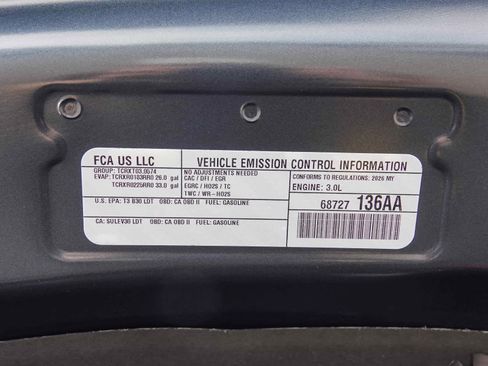 FCA US LLC
VEHICLE EMISSION CONTROL INFORMATION
GROUP: TCRXT03.0574
EVAP: TCRXR0183RR0 26.0 gal
TCRXR0225RR0 33.0 gal
NO ADJUSTMENTS NEEDED
CAC / DFI / EGR
EGRC / HO2S / TC
TWC / WR-HO2S
CONFORMS TO REGULATIONS: 2026 MY
ENGINE: 3.0L
U.S. EPA: T3 B30 LDT OBD: CA OBD II FUEL: GASOLINE
68727 136AA
CA: SULEV30 LDT OBD: CA OBD II FUEL: GASOLINE